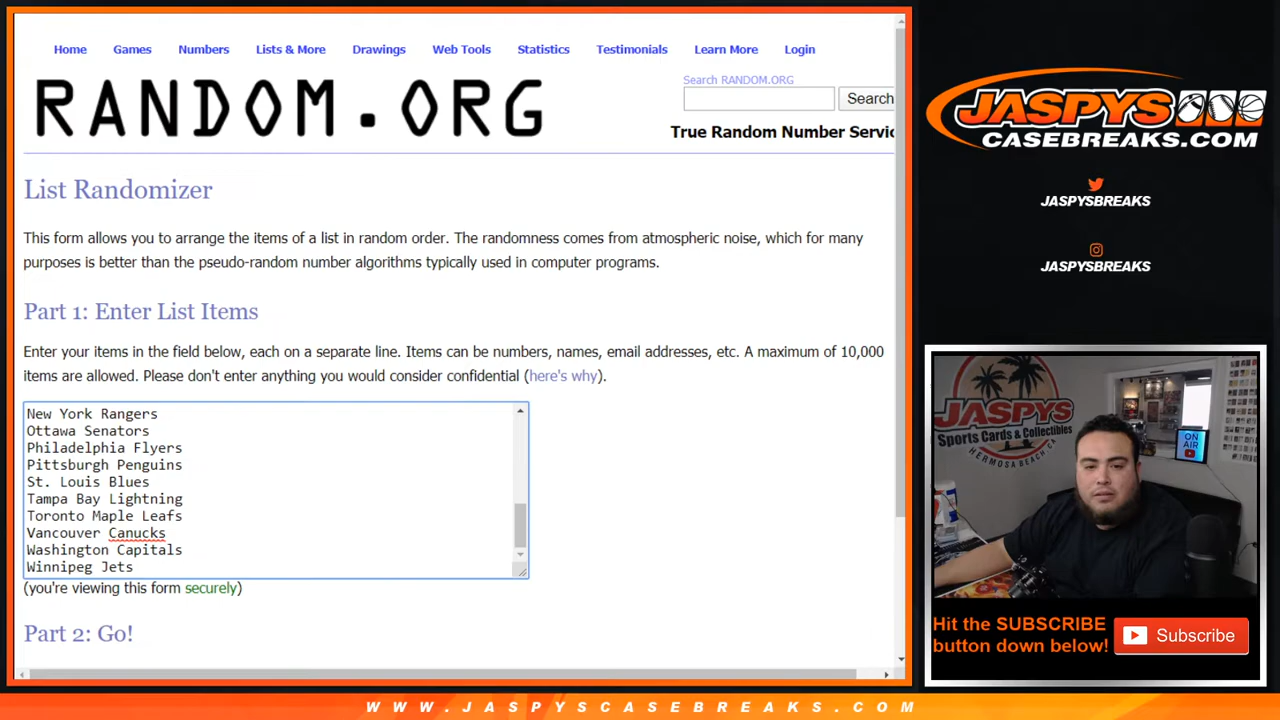 Home Games Numbers Lists & More Drawings Web Tools Statistics Testimonials Learn More Login
RANDOM.ORG
Search RANDOM.ORG
Search
True Random Number Servic
List Randomizer
This form allows you to arrange the items of a list in random order. The randomness comes from atmospheric noise, which for many
purposes is better than the pseudo-random number algorithms typically used in computer programs.
Part 1: Enter List Items
Enter your items in the field below, each on a separate line. Items can be numbers, names, email addresses, etc. A maximum of 10,000
items are allowed. Please don't enter anything you would consider confidential (here's why).
New York Rangers
Ottawa Senators
Philadelphia Flyers
Pittsburgh Penguins
St. Louis Blues
Tampa Bay Lightning
Toronto Maple Leafs
Vancouver Canucks
Washington Capitals
Winnipeg Jets
(you're viewing this form securely)
Part 2: Go!
JASPYS
CASEBREAKS.COM
JASPYSBREAKS
JASPYSBREAKS
JASPYS
Sports Cards & Collectibles
HERMOSA BEACH, CA
ON
AIR
Hit the SUBSCRIBE
button down below!
Subscribe
WWW.JASPYSCASEBREAKS.COM